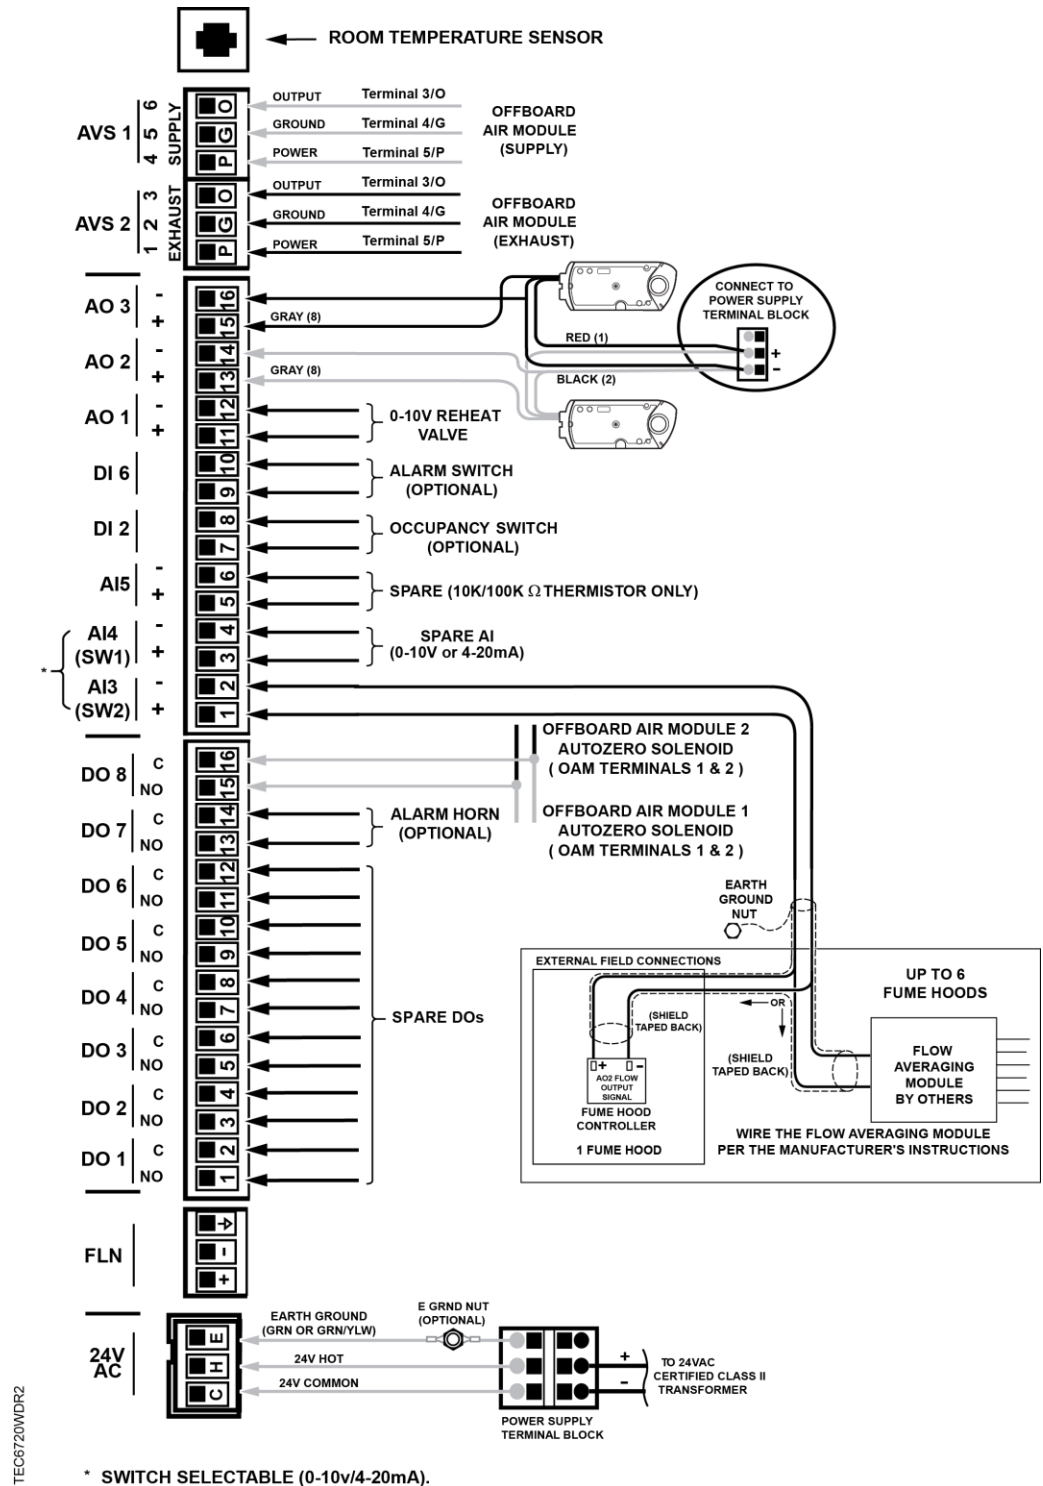 ROOM TEMPERATURE SENSOR
AVS 1
4 5 6
SUPPLY
O
G
P
OUTPUT
Terminal 3/O
GROUND
Terminal 4/G
POWER
Terminal 5/P
OFFBOARD
AIR MODULE
(SUPPLY)
AVS 2
1 2 3
EXHAUST
O
G
P
OUTPUT
Terminal 3/O
GROUND
Terminal 4/G
POWER
Terminal 5/P
OFFBOARD
AIR MODULE
(EXHAUST)
AO 3
-
+
16
15
GRAY (8)
AO 2
-
+
14
13
GRAY (8)
RED (1)
BLACK (2)
CONNECT TO
POWER SUPPLY
TERMINAL BLOCK
+
-
AO 1
-
+
12
11
0-10V REHEAT
VALVE
DI 6
10
9
ALARM SWITCH
(OPTIONAL)
DI 2
8
7
OCCUPANCY SWITCH
(OPTIONAL)
AI5
-
+
6
5
SPARE (10K/100K Ω THERMISTOR ONLY)
*
AI4
(SW1)
-
+
4
3
SPARE AI
(0-10V or 4-20mA)
AI3
(SW2)
-
+
2
1
OFFBOARD AIR MODULE 2
AUTOZERO SOLENOID
( OAM TERMINALS 1 & 2 )
DO 8
C
NO
16
15
OFFBOARD AIR MODULE 1
AUTOZERO SOLENOID
( OAM TERMINALS 1 & 2 )
DO 7
C
NO
14
13
ALARM HORN
(OPTIONAL)
DO 6
C
NO
12
11
DO 5
C
NO
10
9
DO 4
C
NO
8
7
SPARE DOs
DO 3
C
NO
6
5
DO 2
C
NO
4
3
DO 1
C
NO
2
1
EARTH
GROUND
NUT
EXTERNAL FIELD CONNECTIONS
UP TO 6
FUME HOODS
OR
(SHIELD
TAPED BACK)
(SHIELD
TAPED BACK)
+
-
AO2 FLOW
OUTPUT
SIGNAL
FUME HOOD
CONTROLLER
1 FUME HOOD
FLOW
AVERAGING
MODULE
BY OTHERS
WIRE THE FLOW AVERAGING MODULE
PER THE MANUFACTURER'S INSTRUCTIONS
FLN
-
+
24V
AC
E
H
C
EARTH GROUND
(GRN OR GRN/YLW)
E GRND NUT
(OPTIONAL)
24V HOT
24V COMMON
+
-
TO 24VAC
CERTIFIED CLASS II
TRANSFORMER
POWER SUPPLY
TERMINAL BLOCK
TEC6720WDR2
* SWITCH SELECTABLE (0-10v/4-20mA).